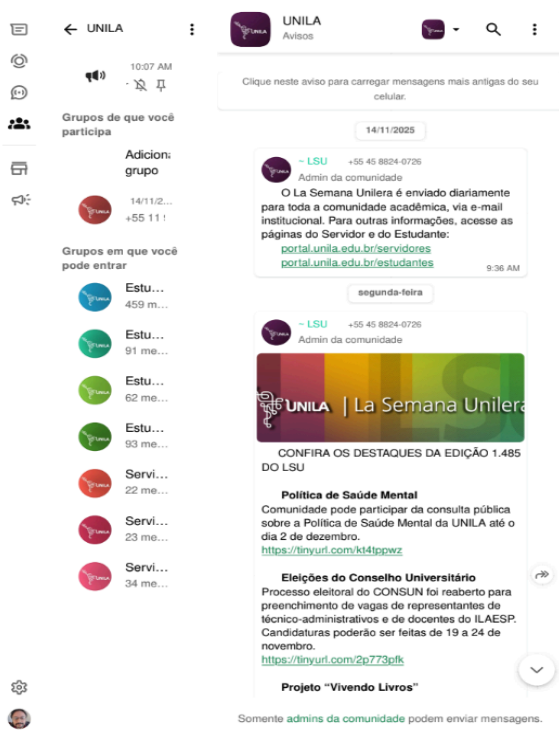 UNILA
10:07 AM
Grupos de que você
participa
Adicion
grupo
14/11/2...
+55 11
Grupos em que você
pode entrar
Estu...
459 m...
Estu...
91 me...
Estu...
62 me...
Estu...
93 me...
Servi...
22 me...
Servi...
23 me...
Servi...
34 me...
UNILA
Avisos
Clique neste aviso para carregar mensagens mais antigas do seu
celular.
14/11/2025
~ LSU +55 45 8824-0726
Admin da comunidade
O La Semana Unilera é enviado diariamente
para toda a comunidade acadêmica, via e-mail
institucional. Para outras informações, acesse as
páginas do Servidor e do Estudante:
portal.unila.edu.br/servidores
portal.unila.edu.br/estudantes
9:36 AM
segunda-feira
~ LSU +55 45 8824-0726
Admin da comunidade
UNILA | La Semana Unilera
CONFIRA OS DESTAQUES DA EDIÇÃO 1.485
DO LSU
Política de Saúde Mental
Comunidade pode participar da consulta pública
sobre a Política de Saúde Mental da UNILA até o
dia 2 de dezembro.
https://tinyurl.com/kt4tppwz
Eleições do Conselho Universitário
Processo eleitoral do CONSUN foi reaberto para
preenchimento de vagas de representantes de
técnico-administrativos e de docentes do ILAESP.
Candidaturas poderão ser feitas de 19 a 24 de
novembro.
https://tinyurl.com/2p773pfk
Projeto “Vivendo Livros”
Somente admins da comunidade podem enviar mensagens.